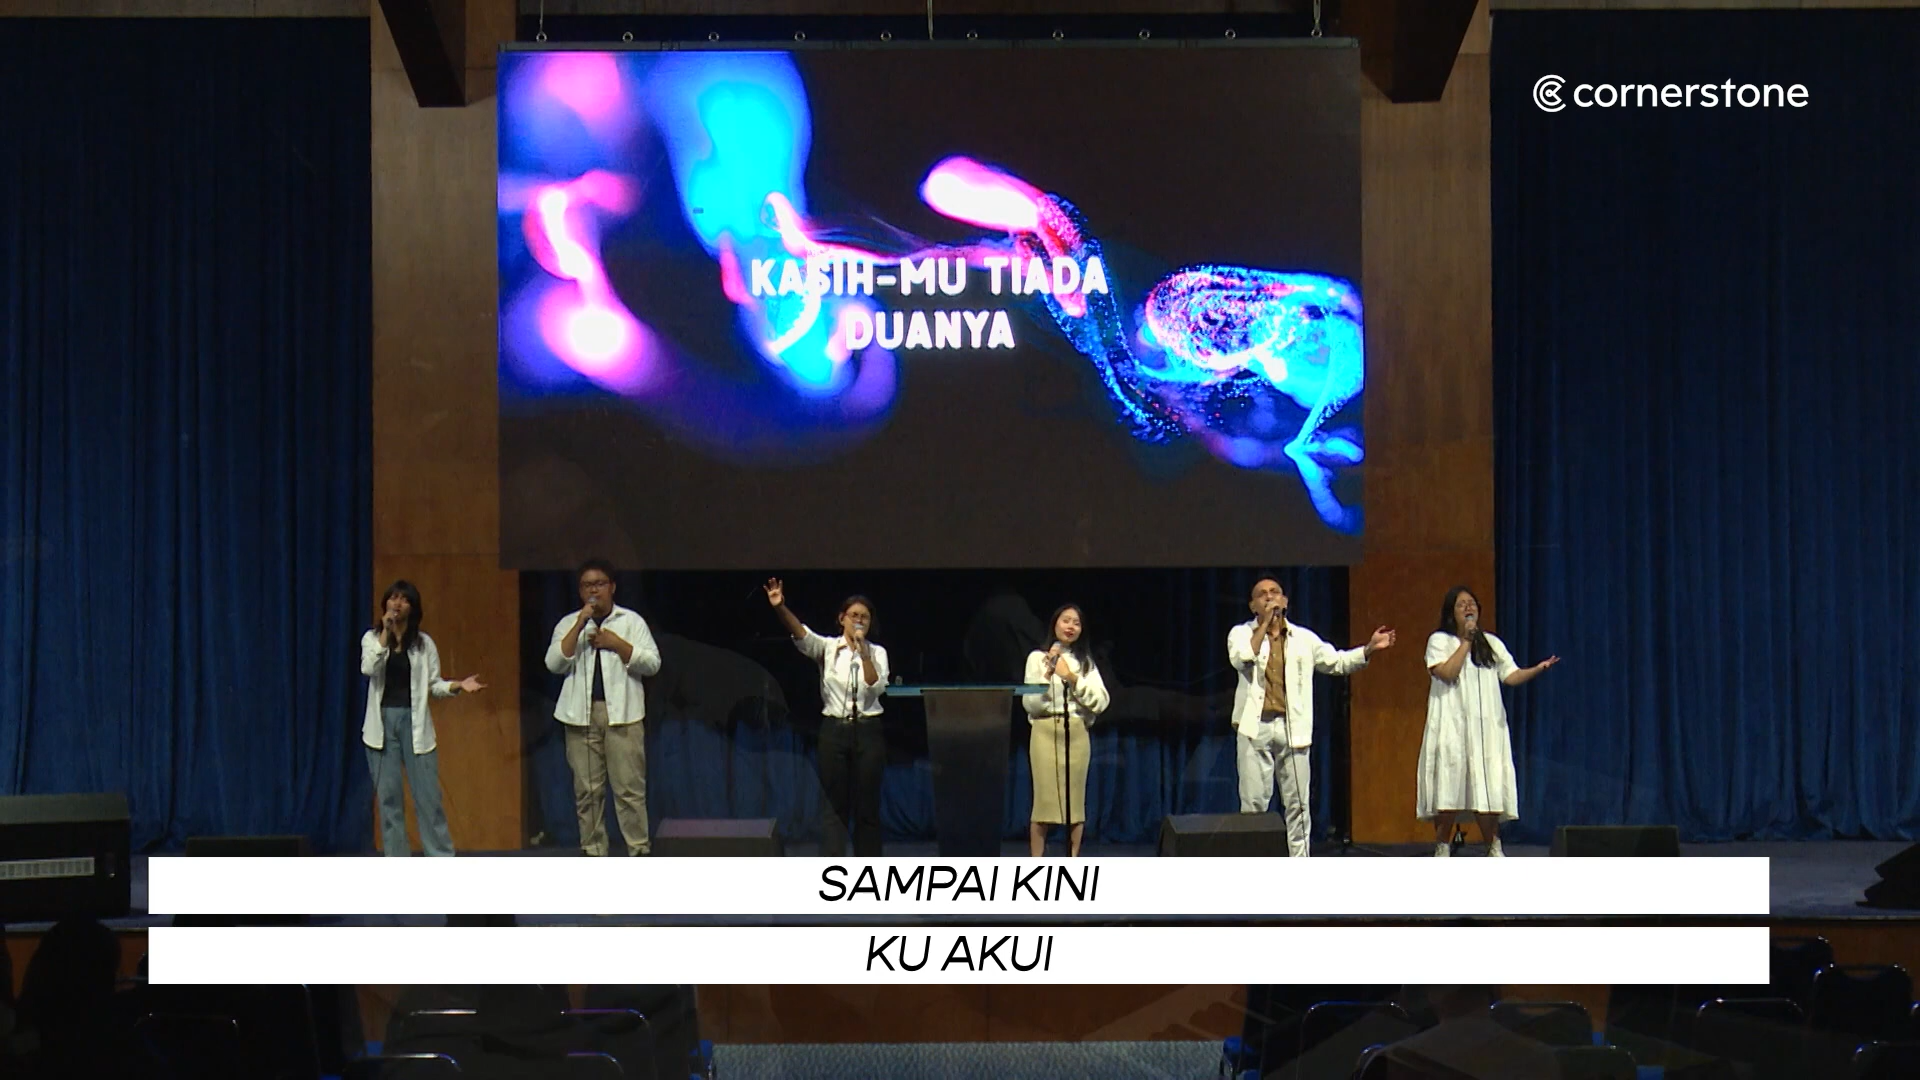 cornerstone
KASIH-MU TIADA
DUANYA
SAMPAI KINI
KU AKUI